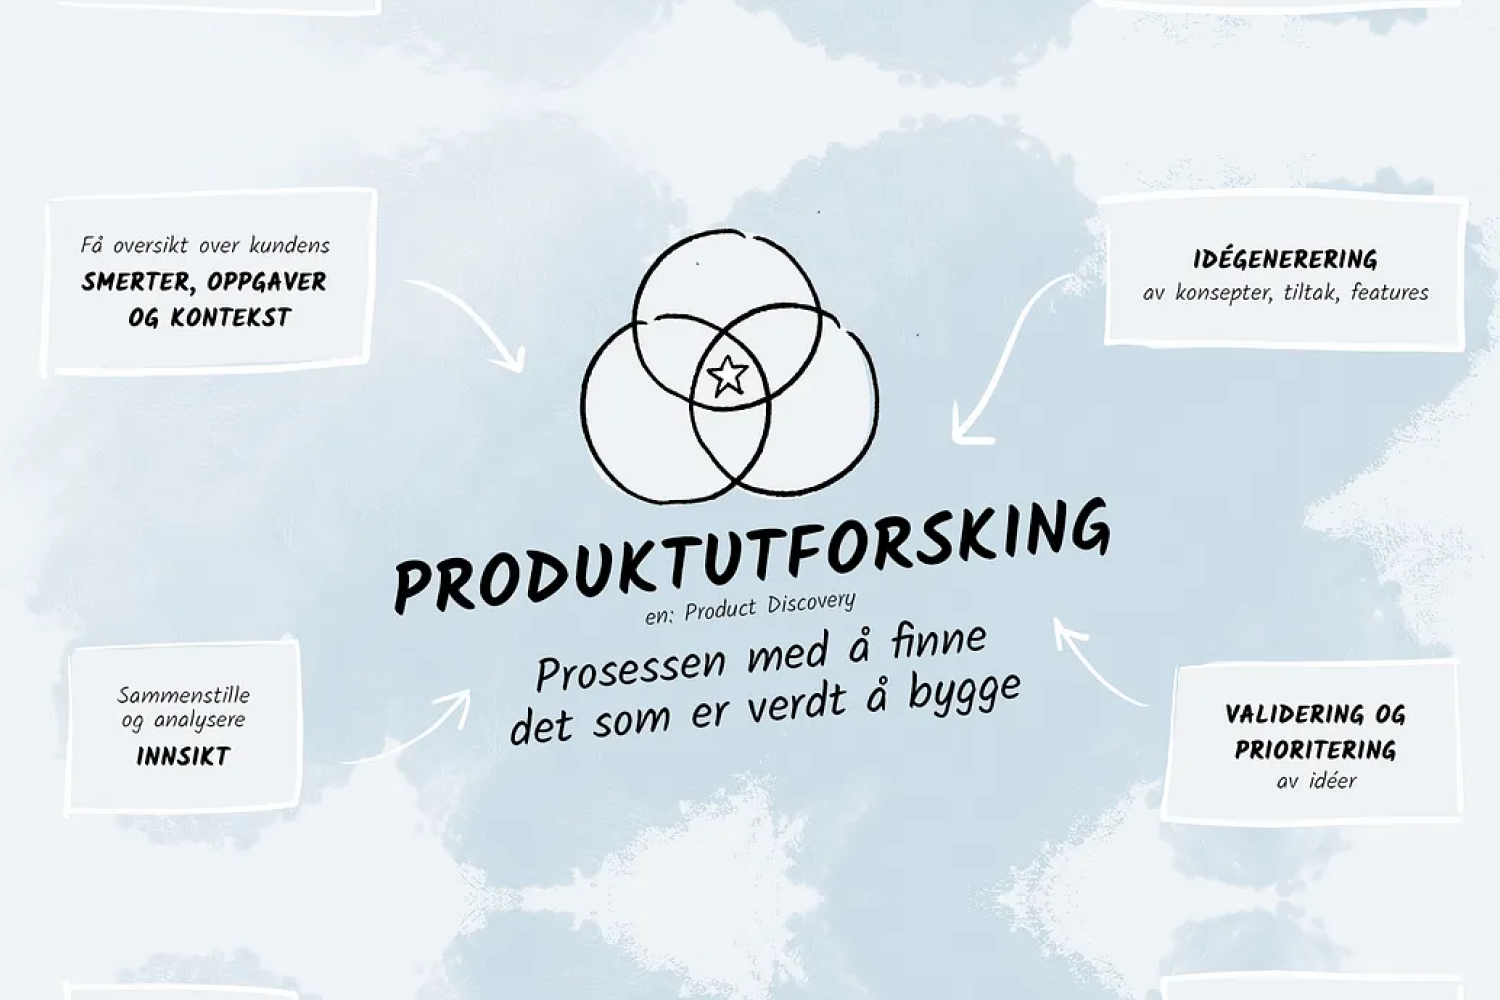 Få oversikt over kundens
SMERTER, OPPGAVER
OG KONTEKST
IDÉGENERERING
av konsepter, tiltak, features
PRODUKTUTFORSKING
en: Product Discovery
Prosessen med å finne
det som er verdt å bygge
Sammenstille
og analysere
INNSIKT
VALIDERING OG
PRIORITERING
av idéer